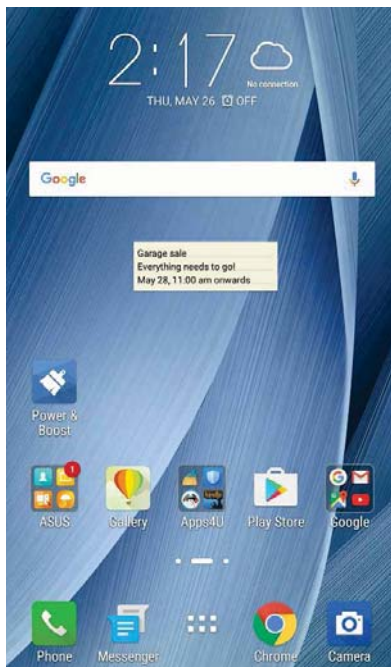 2:17
No connection
THU, MAY 26 OFF
Google
Garage sale
Everything needs to go!
May 28, 11:00 am onwards
Power &
Boost
1
ASUS Gallery Apps4U Play Store Google
Phone Messenger Chrome Camera